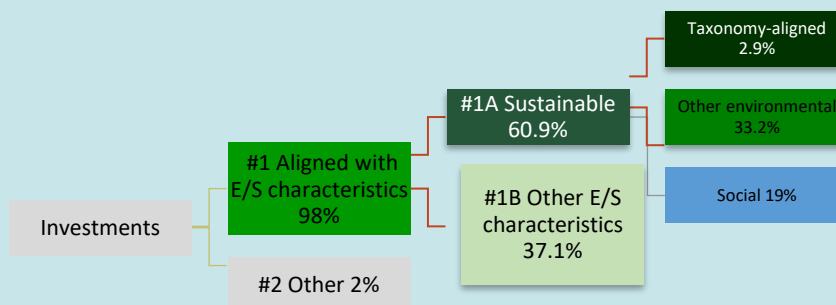 Taxonomy-aligned
2.9%
#1A Sustainable
60.9%
Other environmental
33.2%
#1 Aligned with
E/S characteristics
98%
#1B Other E/S
characteristics
37.1%
Social 19%
Investments
#2 Other 2%